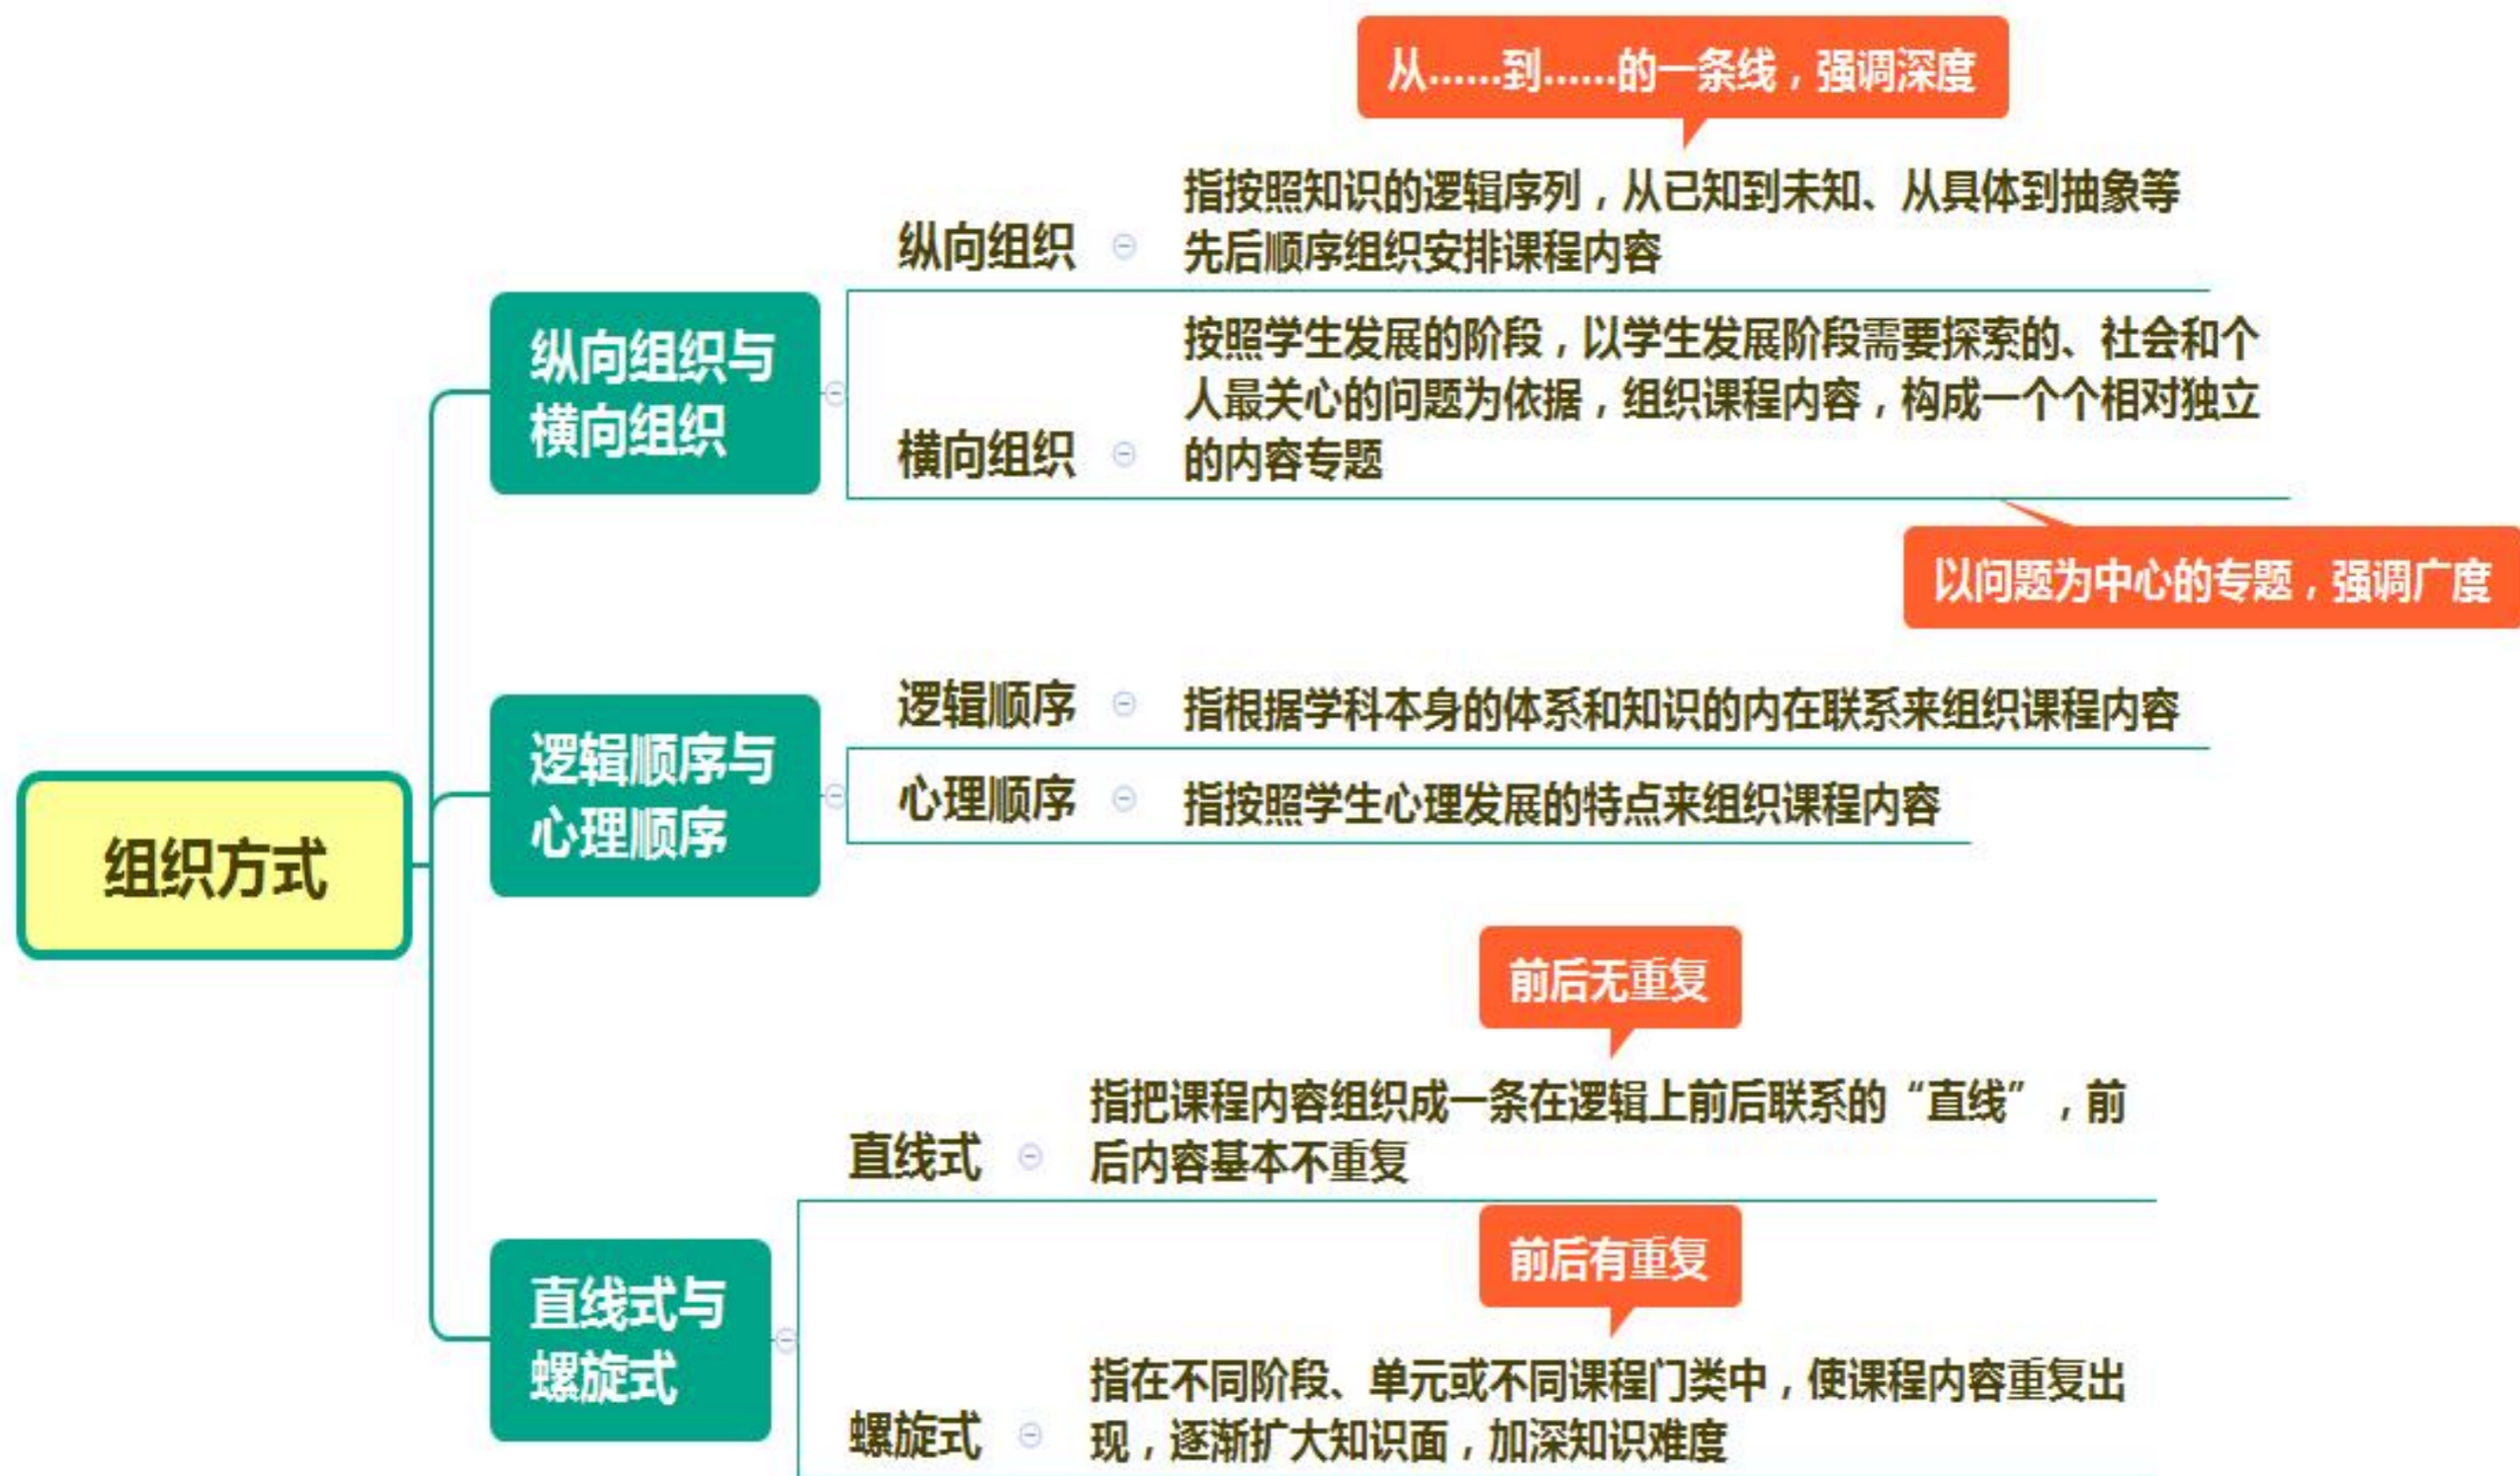 从……到……的一条线，强调深度
指按照知识的逻辑序列，从已知到未知、从具体到抽象等
先后顺序组织安排课程内容
纵向组织
纵向组织与
横向组织
按照学生发展的阶段，以学生发展阶段需要探索的、社会和个
人最关心的问题为依据，组织课程内容，构成一个个相对独立
的内容专题
横向组织
以问题为中心的专题，强调广度
逻辑顺序
指根据学科本身的体系和知识的内在联系来组织课程内容
逻辑顺序与
心理顺序
心理顺序
指按照学生心理发展的特点来组织课程内容
组织方式
前后无重复
直线式
指把课程内容组织成一条在逻辑上前后联系的“直线”，前
后内容基本不重复
前后有重复
直线式与
螺旋式
螺旋式
指在不同阶段、单元或不同课程门类中，使课程内容重复出
现，逐渐扩大知识面，加深知识难度